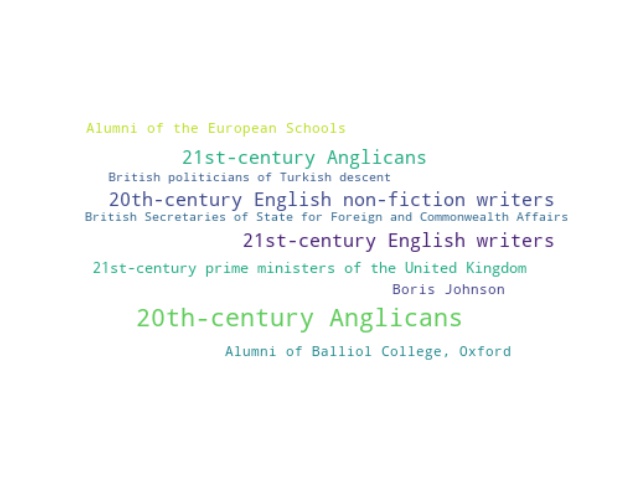 Alumni of the European Schools
21st-century Anglicans
British politicians of Turkish descent
20th-century English non-fiction writers
British Secretaries of State for Foreign and Commonwealth Affairs
21st-century English writers
21st-century prime ministers of the United Kingdom
Boris Johnson
20th-century Anglicans
Alumni of Balliol College, Oxford